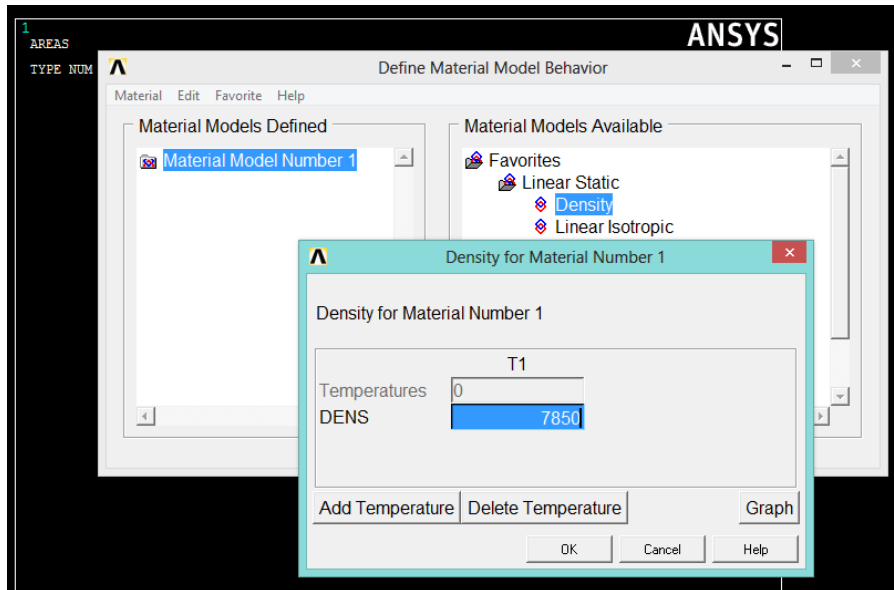 1
AREAS
ANSYS
TYPE NUM
Define Material Model Behavior
Material Edit Favorite Help
Material Models Defined
Material Model Number 1
Material Models Available
Favorites
Linear Static
Density
Linear Isotropic
Density for Material Number 1
Density for Material Number 1
T1
Temperatures 0
DENS 7850
Add Temperature Delete Temperature Graph
OK Cancel Help